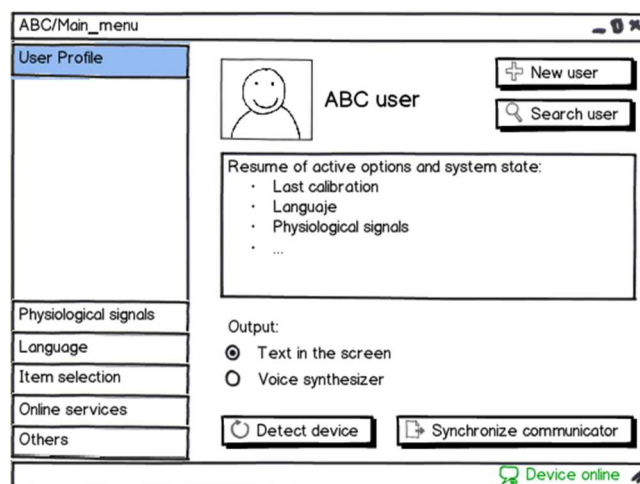 ABC/Main_menu
User Profile
New user
ABC user
Search user
Resume of active options and system state:
· Last calibration
· Languaje
· Physiological signals
· ...
Physiological signals
Language
Item selection
Online services
Others
Output:
Text in the screen
Voice synthesizer
Detect device
Synchronize communicator
Device online